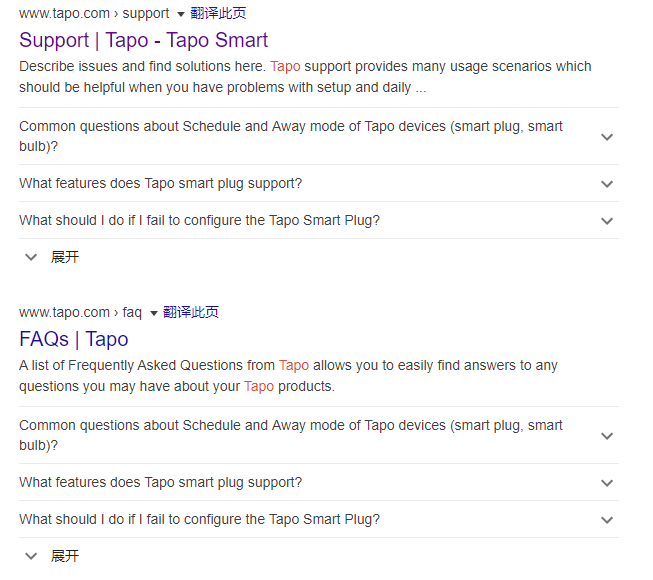 www.tapo.com › support 翻译此页
Support | Tapo - Tapo Smart
Describe issues and find solutions here. Tapo support provides many usage scenarios which
should be helpful when you have problems with setup and daily ...
Common questions about Schedule and Away mode of Tapo devices (smart plug, smart
bulb)?
What features does Tapo smart plug support?
What should I do if I fail to configure the Tapo Smart Plug?
展开
www.tapo.com › faq 翻译此页
FAQs | Tapo
A list of Frequently Asked Questions from Tapo allows you to easily find answers to any
questions you may have about your Tapo products.
Common questions about Schedule and Away mode of Tapo devices (smart plug, smart
bulb)?
What features does Tapo smart plug support?
What should I do if I fail to configure the Tapo Smart Plug?
展开